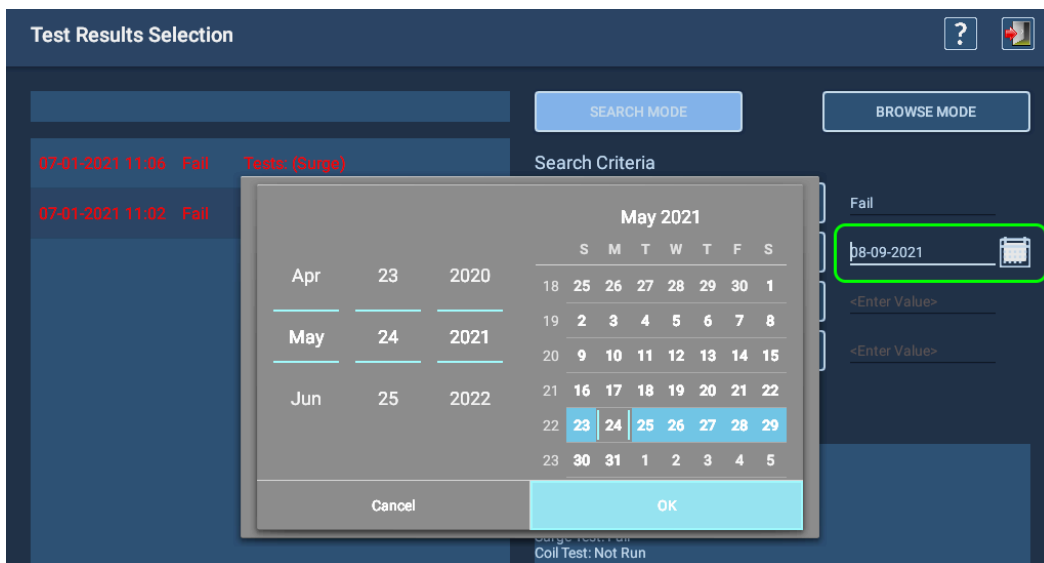 Test Results Selection
?
SEARCH MODE
BROWSE MODE
07-01-2021 11:06 Fail Tests: (Surge)
07-01-2021 11:02 Fail
Search Criteria
Fail
08-09-2021
<Enter Value>
<Enter Value>
Apr 23 2020
May 24 2021
Jun 25 2022
May 2021
S M T W T F S
18 25 26 27 28 29 30 1
19 2 3 4 5 6 7 8
20 9 10 11 12 13 14 15
21 16 17 18 19 20 21 22
22 23 24 25 26 27 28 29
23 30 31 1 2 3 4 5
Cancel
OK
Surge Test: Fail
Coil Test: Not Run